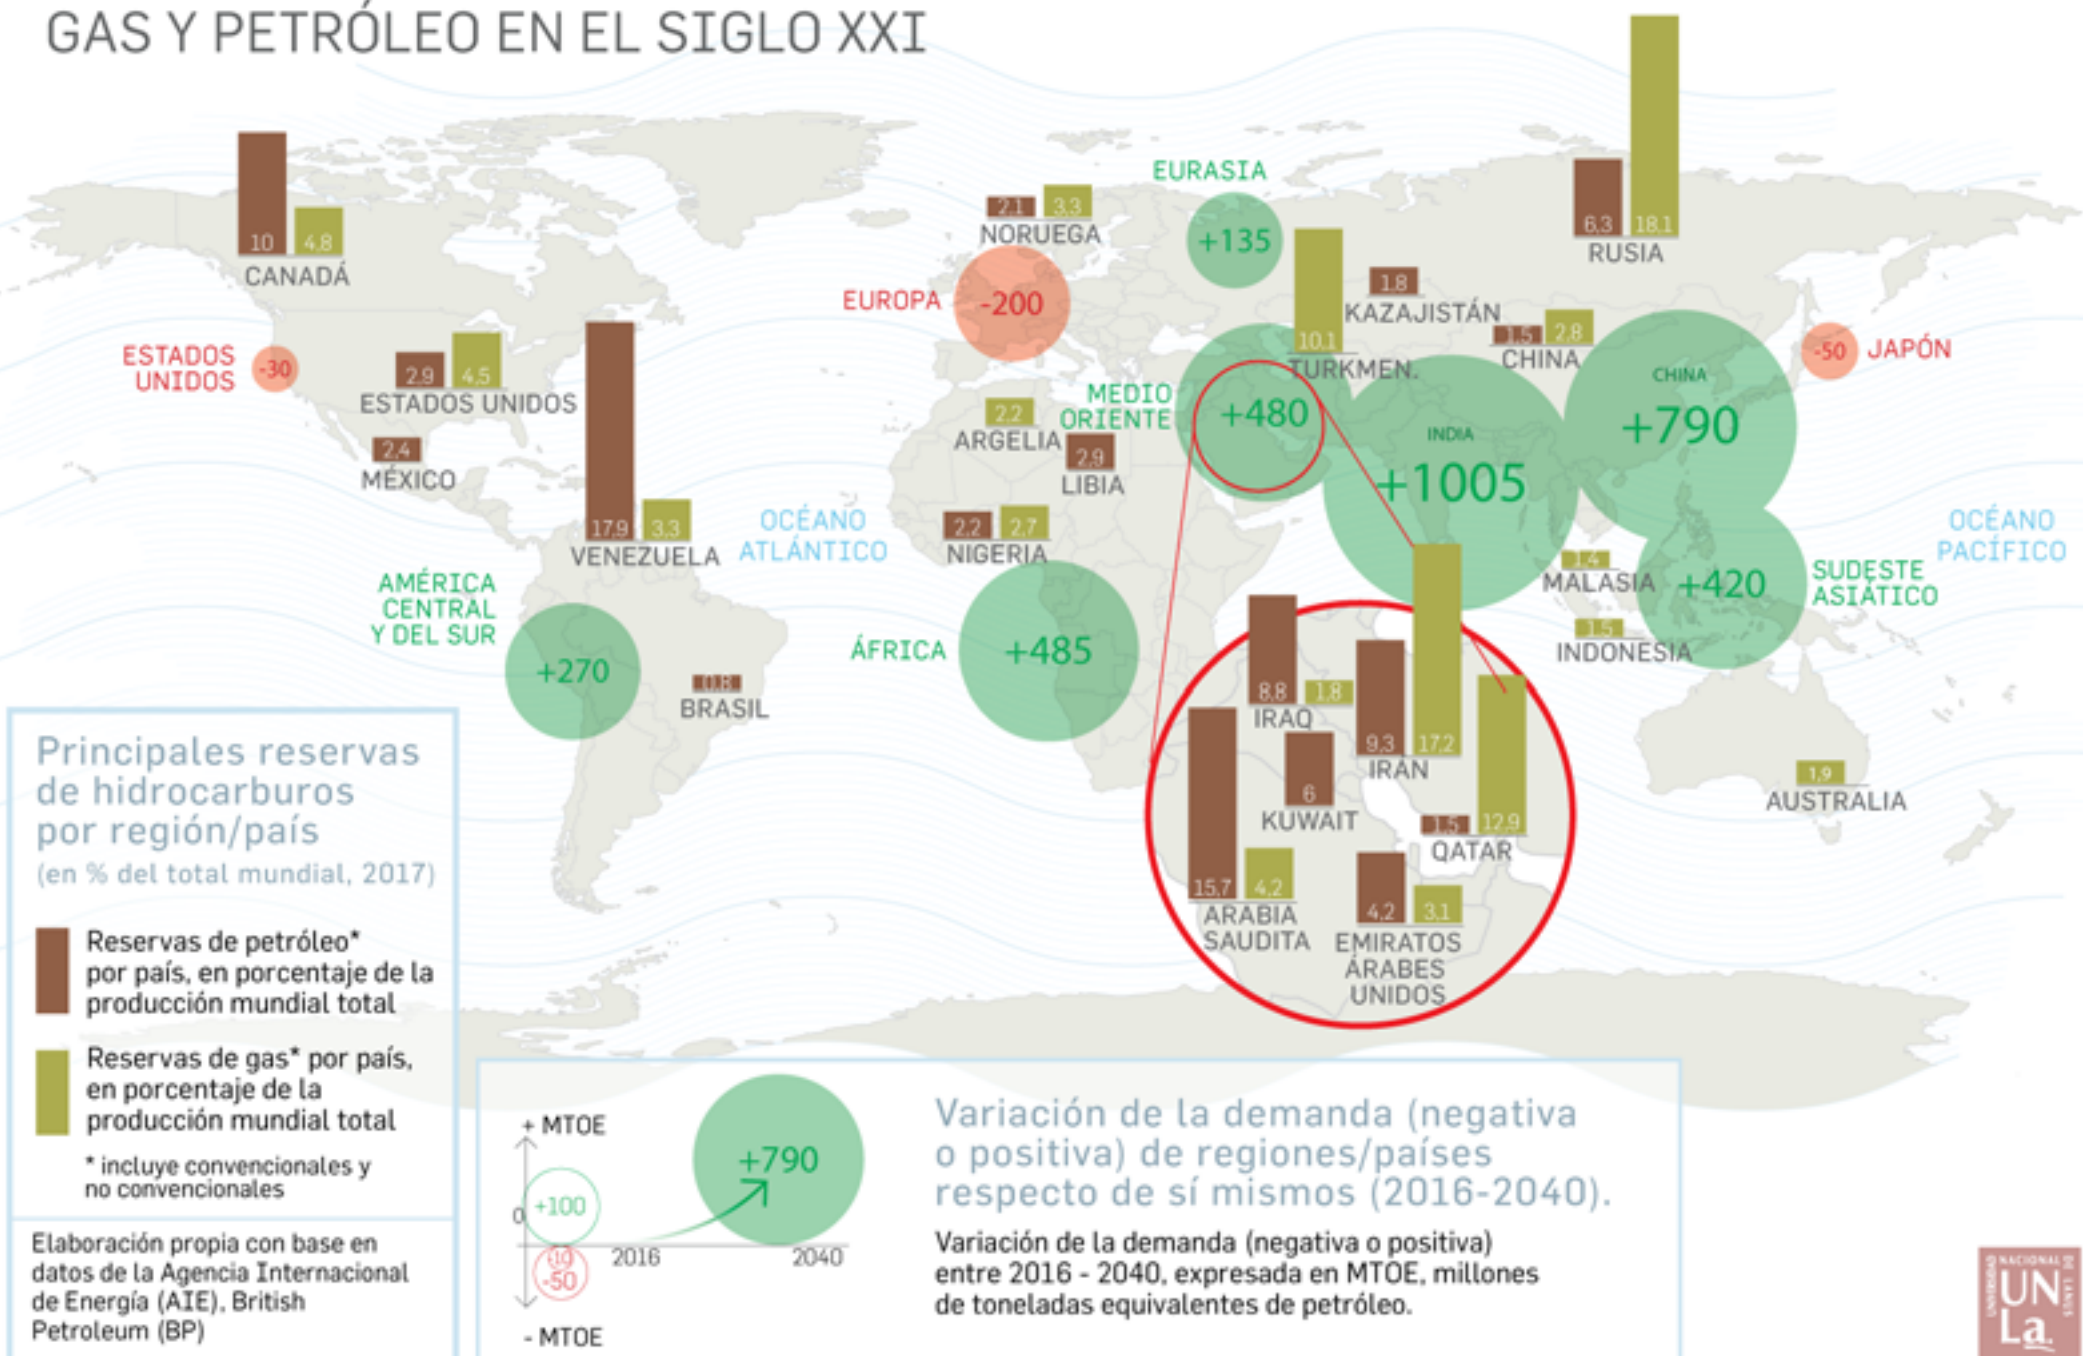 GAS Y PETRÓLEO EN EL SIGLO XXI
10
4,8
CANADÁ
ESTADOS
UNIDOS
-30
2.9
4,5
ESTADOS UNIDOS
2,4
MÉXICO
17,9
3,3
VENEZUELA
AMÉRICA
CENTRAL
Y DEL SUR
+270
0,8
BRASIL
OCÉANO
ATLÁNTICO
2,1
3,3
NORUEGA
EUROPA
-200
EURASIA
+135
10,1
TURKMEN.
1,8
KAZAJISTÁN
6,3
18,1
RUSIA
1,5
2,8
CHINA
-50
JAPÓN
2.2
ARGELIA
2,9
LIBIA
2,2
2,7
NIGERIA
MEDIO
ORIENTE
+480
INDIA
+1005
CHINA
+790
OCÉANO
PACÍFICO
1,4
MALASIA
1,5
INDONESIA
+420
SUDESTE
ASIÁTICO
ÁFRICA
+485
8,8
1,8
IRAQ
9,3
17,2
IRÁN
6
KUWAIT
1,5
12,9
QATAR
15,7
4,2
ARABIA
SAUDITA
4,2
3,1
EMIRATOS
ÁRABES
UNIDOS
1,9
AUSTRALIA
Principales reservas
de hidrocarburos
por región/país
(en % del total mundial, 2017)
Reservas de petróleo*
por país, en porcentaje de la
producción mundial total
Reservas de gas* por país,
en porcentaje de la
producción mundial total
* incluye convencionales y
no convencionales
Elaboración propia con base en
datos de la Agencia Internacional
de Energía (AIE), British
Petroleum (BP)
+ MTOE
+790
+100
0
-10
-50
2016
2040
- MTOE
Variación de la demanda (negativa
o positiva) de regiones/países
respecto de sí mismos (2016-2040).
Variación de la demanda (negativa o positiva)
entre 2016 - 2040, expresada en MTOE, millones
de toneladas equivalentes de petróleo.
UNIVERSIDAD
NACIONAL
DE LANUS
UN
La.